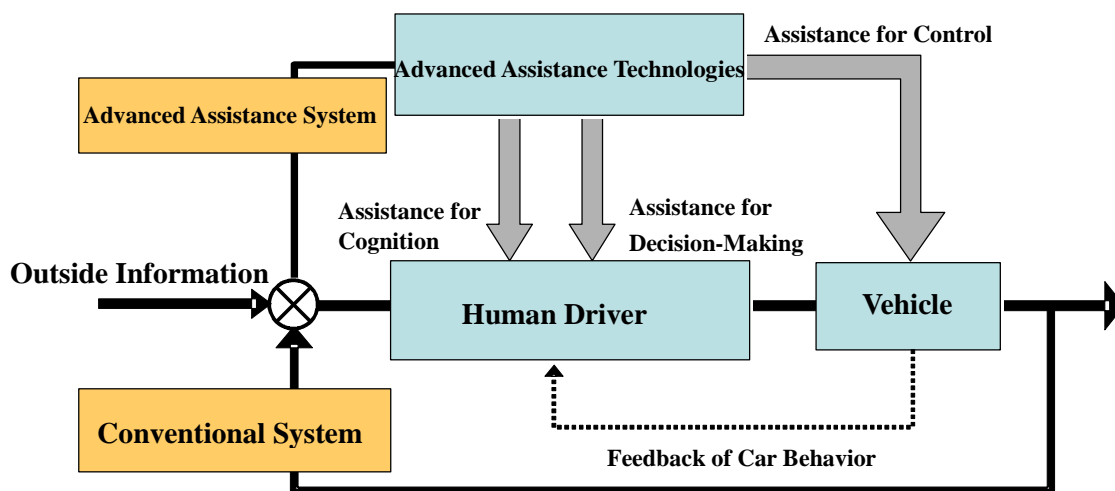 Assistance for Control
Advanced Assistance Technologies
Advanced Assistance System
Assistance for
Cognition
Assistance for
Decision-Making
Outside Information
Human Driver
Vehicle
Conventional System
Feedback of Car Behavior